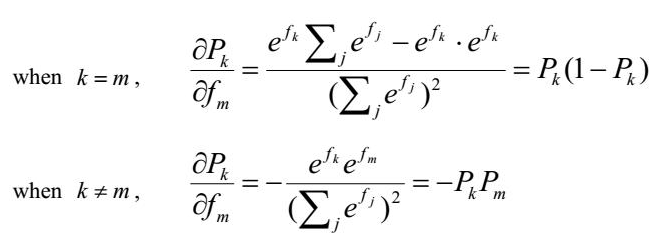 when k = m , ∂P_k/∂f_m = (e^{f_k} ∑_j e^{f_j} − e^{f_k} · e^{f_k}) / (∑_j e^{f_j})² = P_k(1 − P_k)
when k ≠ m , ∂P_k/∂f_m = − (e^{f_k} e^{f_m}) / (∑_j e^{f_j})² = −P_k P_m